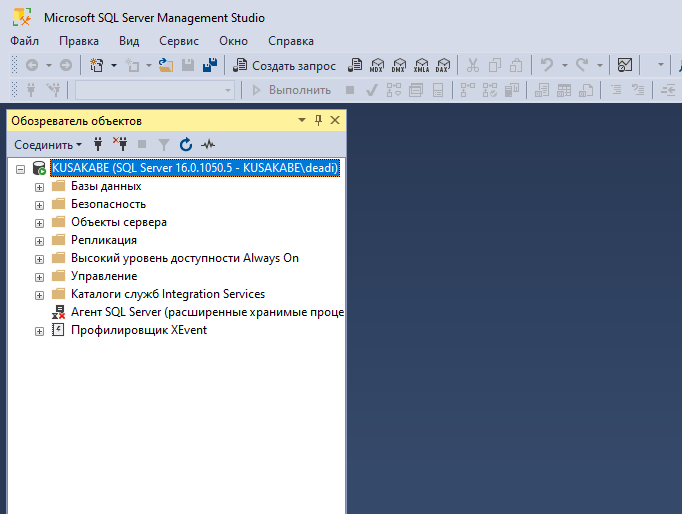 Microsoft SQL Server Management Studio
Файл Правка Вид Сервис Окно Справка
Создать запрос MDX DMX XMLA DAX
Выполнить
Обозреватель объектов
Соединить
KUSAKABE (SQL Server 16.0.1050.5 - KUSAKABE\deadi)
Базы данных
Безопасность
Объекты сервера
Репликация
Высокий уровень доступности Always On
Управление
Каталоги служб Integration Services
Агент SQL Server (расширенные хранимые проце
Профилировщик XEvent